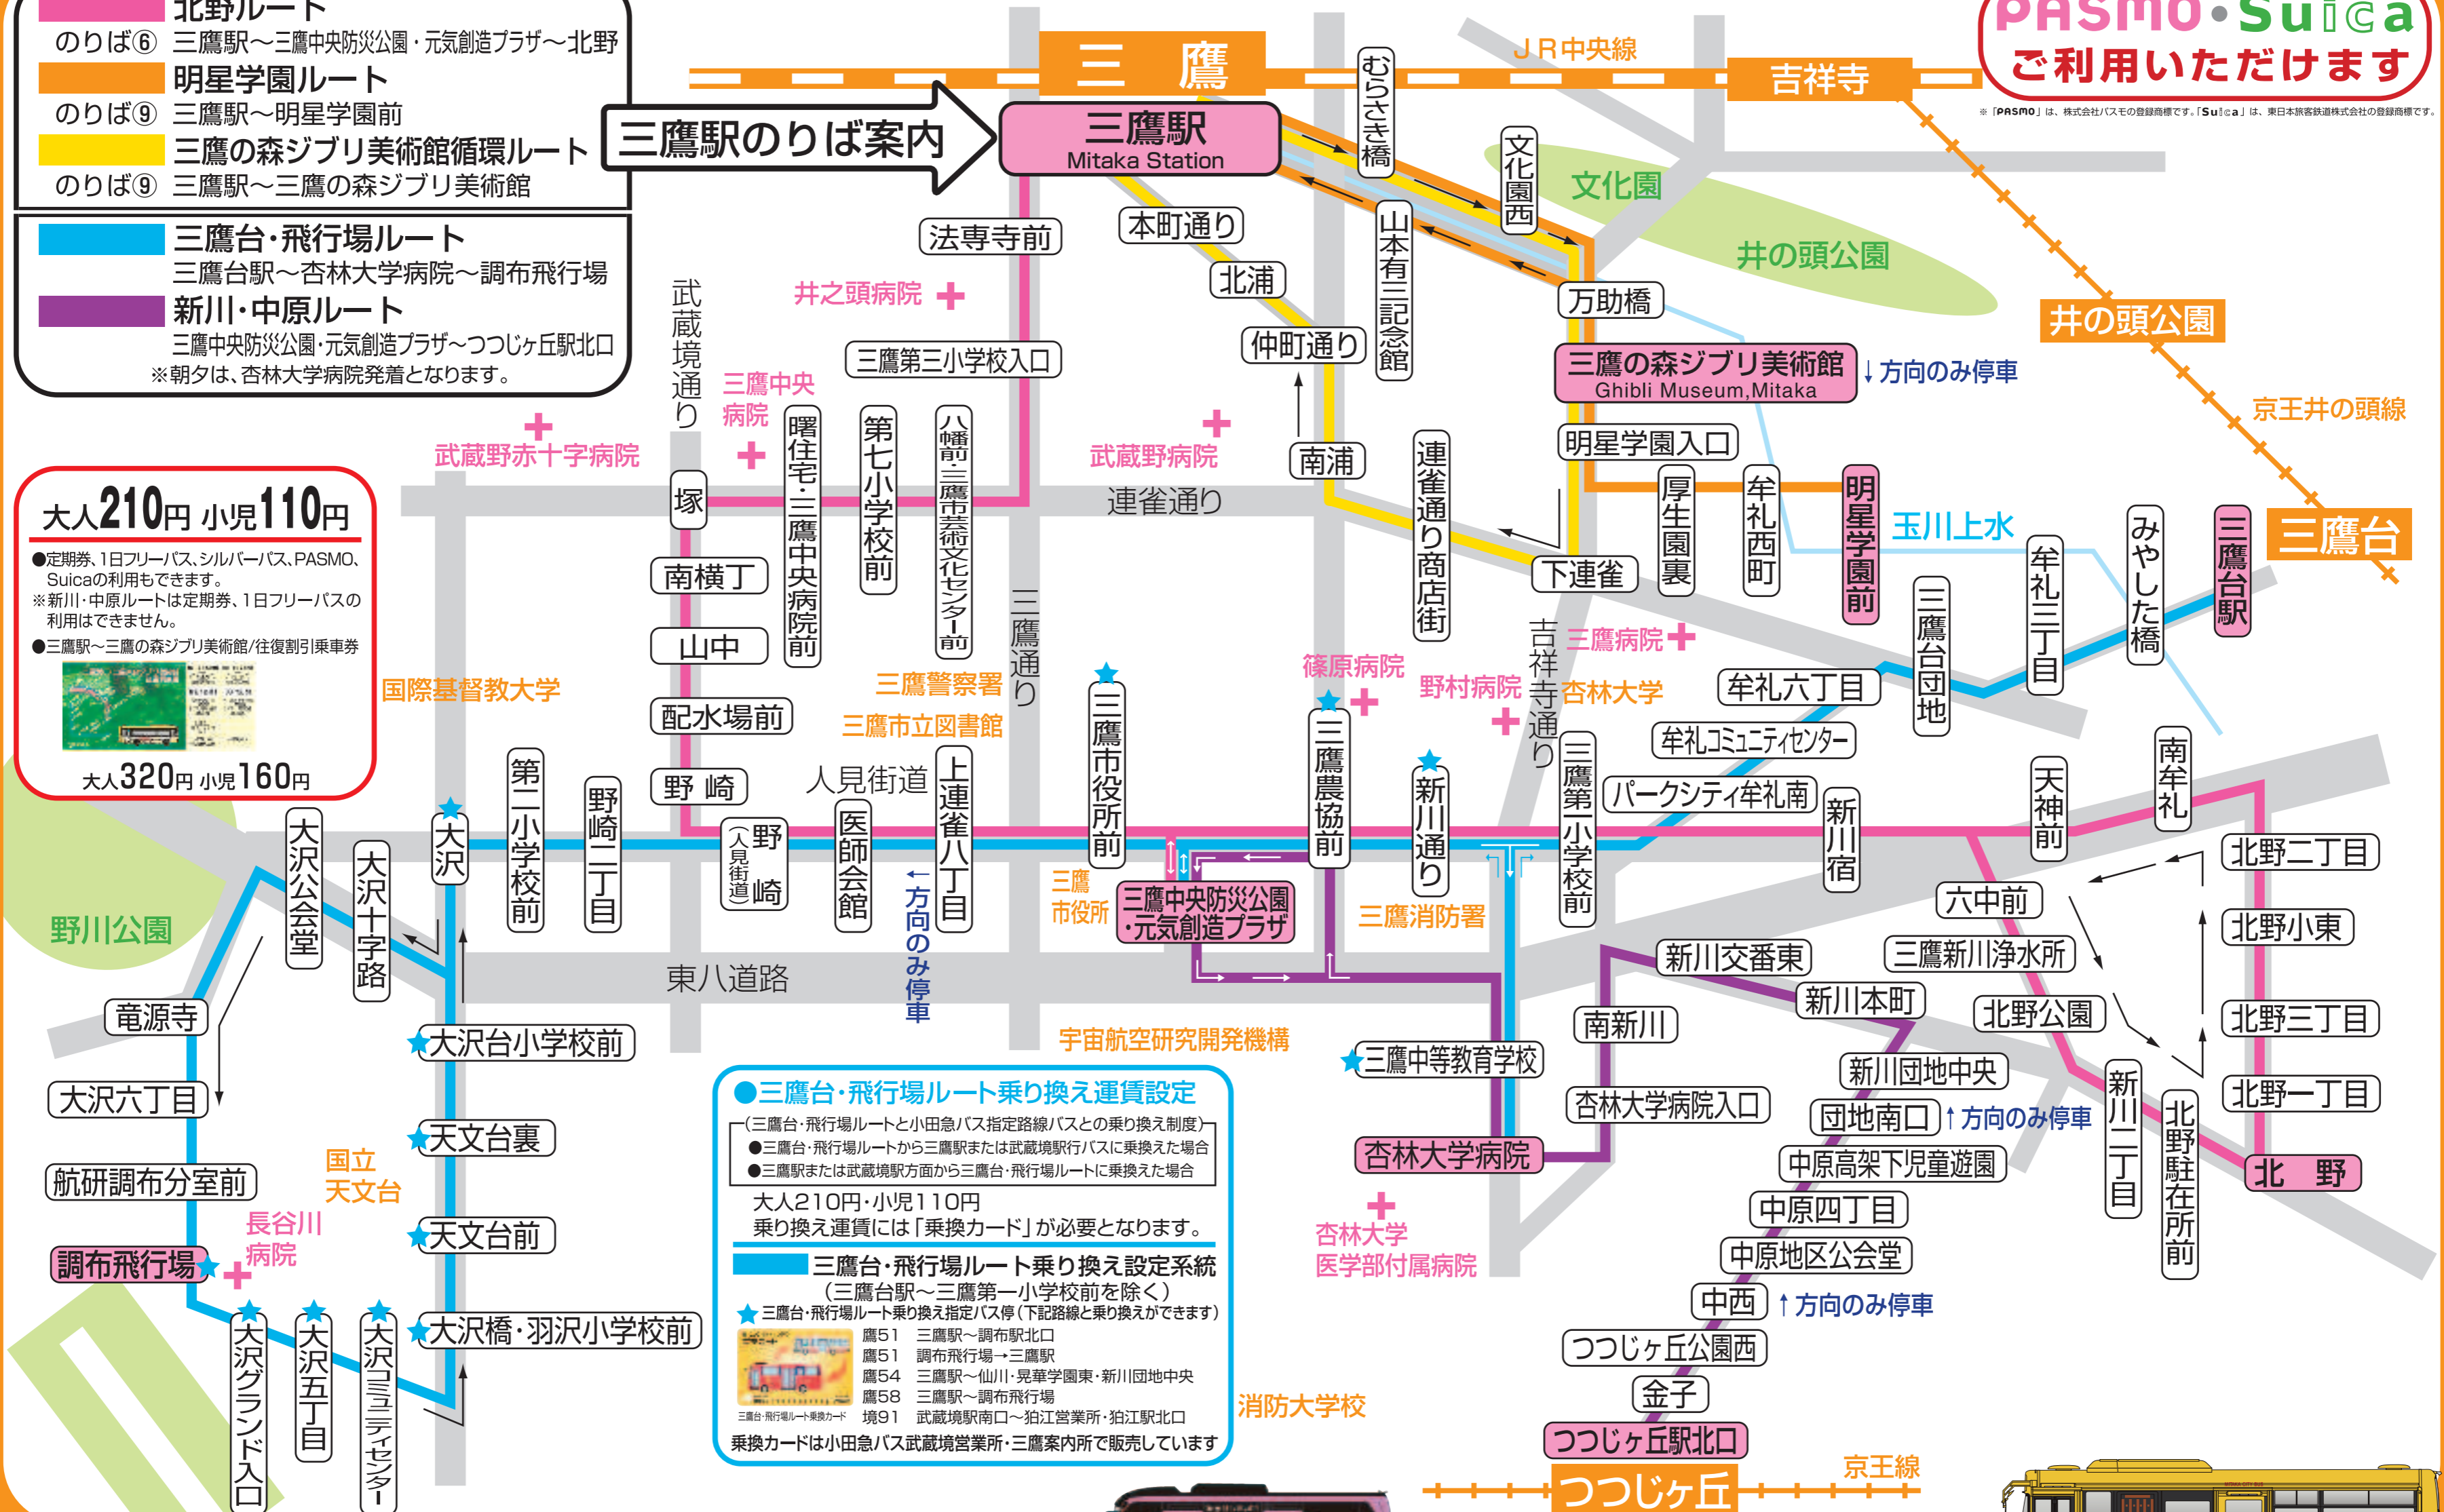 北野ルート
のりば⑥ 三鷹駅～三鷹中央防災公園・元気創造プラザ～北野
明星学園ルート
のりば⑨ 三鷹駅～明星学園前
三鷹の森ジブリ美術館循環ルート
のりば⑨ 三鷹駅～三鷹の森ジブリ美術館
三鷹台・飛行場ルート
三鷹台駅～杏林大学病院～調布飛行場
新川・中原ルート
三鷹中央防災公園・元気創造プラザ～つつじヶ丘駅北口
※朝夕は、杏林大学病院発着となります。
PASMO・Suica
ご利用いただけます
※「PASMO」は、株式会社パスモの登録商標です。「Suica」は、東日本旅客鉄道株式会社の登録商標です。
三鷹駅のりば案内
三鷹
三鷹駅
Mitaka Station
JR中央線
吉祥寺
むらさき橋
文化園西
文化園
井の頭公園
山本有三記念館
万助橋
三鷹の森ジブリ美術館
Ghibli Museum,Mitaka
↓方向のみ停車
井の頭公園
京王井の頭線
三鷹台
法専寺前
本町通り
北浦
仲町通り
南浦
井之頭病院
三鷹第三小学校入口
武蔵境通り
三鷹中央
病院
武蔵野赤十字病院
武蔵野病院
塚
曙住宅・三鷹中央病院前
第七小学校前
八幡前・三鷹市芸術文化センター前
連雀通り
連雀通り商店街
明星学園入口
下連雀
厚生園裏
牟礼西町
明星学園前
玉川上水
三鷹台団地
牟礼三丁目
みやした橋
三鷹台駅
大人210円 小児110円
●定期券、1日フリーパス、シルバーパス、PASMO、
Suicaの利用もできます。
※新川・中原ルートは定期券、1日フリーパスの
利用はできません。
●三鷹駅～三鷹の森ジブリ美術館/往復割引乗車券
大人320円 小児160円
南横丁
山中
配水場前
野崎
国際基督教大学
三鷹警察署
三鷹市立図書館
三鷹通り
人見街道
吉祥寺通り
三鷹病院
篠原病院
野村病院
杏林大学
牟礼六丁目
牟礼コミュニティセンター
パークシティ牟礼南
大沢公会堂
大沢十字路
大沢
第二小学校前
野崎二丁目
野崎
(人見街道)
医師会館
上連雀八丁目
←方向のみ停車
三鷹市役所前
三鷹
市役所
三鷹中央防災公園
・元気創造プラザ
三鷹農協前
新川通り
三鷹消防署
三鷹第一小学校前
新川宿
天神前
南牟礼
北野二丁目
北野小東
北野三丁目
北野一丁目
北野
六中前
三鷹新川浄水所
北野公園
新川二丁目
北野駐在所前
野川公園
東八道路
竜源寺
大沢六丁目
航研調布分室前
調布飛行場
長谷川
病院
国立
天文台
大沢台小学校前
天文台裏
天文台前
大沢橋・羽沢小学校前
大沢グランド入口
大沢五丁目
大沢コミュニティセンター
宇宙航空研究開発機構
三鷹中等教育学校
杏林大学病院
杏林大学
医学部付属病院
新川交番東
新川本町
南新川
杏林大学病院入口
新川団地中央
団地南口
↑方向のみ停車
中原高架下児童遊園
中原四丁目
中原地区公会堂
中西
↑方向のみ停車
つつじヶ丘公園西
金子
つつじヶ丘駅北口
つつじヶ丘
京王線
消防大学校
●三鷹台・飛行場ルート乗り換え運賃設定
(三鷹台・飛行場ルートと小田急バス指定路線バスとの乗り換え制度)
●三鷹台・飛行場ルートから三鷹駅または武蔵境駅行バスに乗換えた場合
●三鷹駅または武蔵境駅方面から三鷹台・飛行場ルートに乗換えた場合
大人210円・小児110円
乗り換え運賃には「乗換カード」が必要となります。
三鷹台・飛行場ルート乗り換え設定系統
(三鷹台駅～三鷹第一小学校前を除く)
★三鷹台・飛行場ルート乗り換え指定バス停(下記路線と乗り換えができます)
鷹51 三鷹駅～調布駅北口
鷹51 調布飛行場→三鷹駅
鷹54 三鷹駅～仙川・晃華学園東・新川団地中央
鷹58 三鷹駅～調布飛行場
境91 武蔵境駅南口～狛江営業所・狛江駅北口
三鷹台・飛行場ルート乗換カード
乗換カードは小田急バス武蔵境営業所・三鷹案内所で販売しています